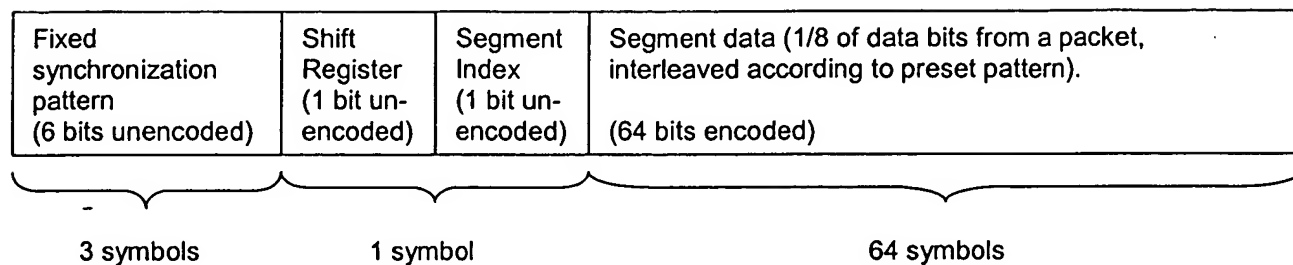 Fixed
synchronization
pattern
(6 bits unencoded)
Shift
Register
(1 bit un-
encoded)
Segment
Index
(1 bit un-
encoded)
Segment data (1/8 of data bits from a packet,
interleaved according to preset pattern).
(64 bits encoded)
3 symbols
1 symbol
64 symbols